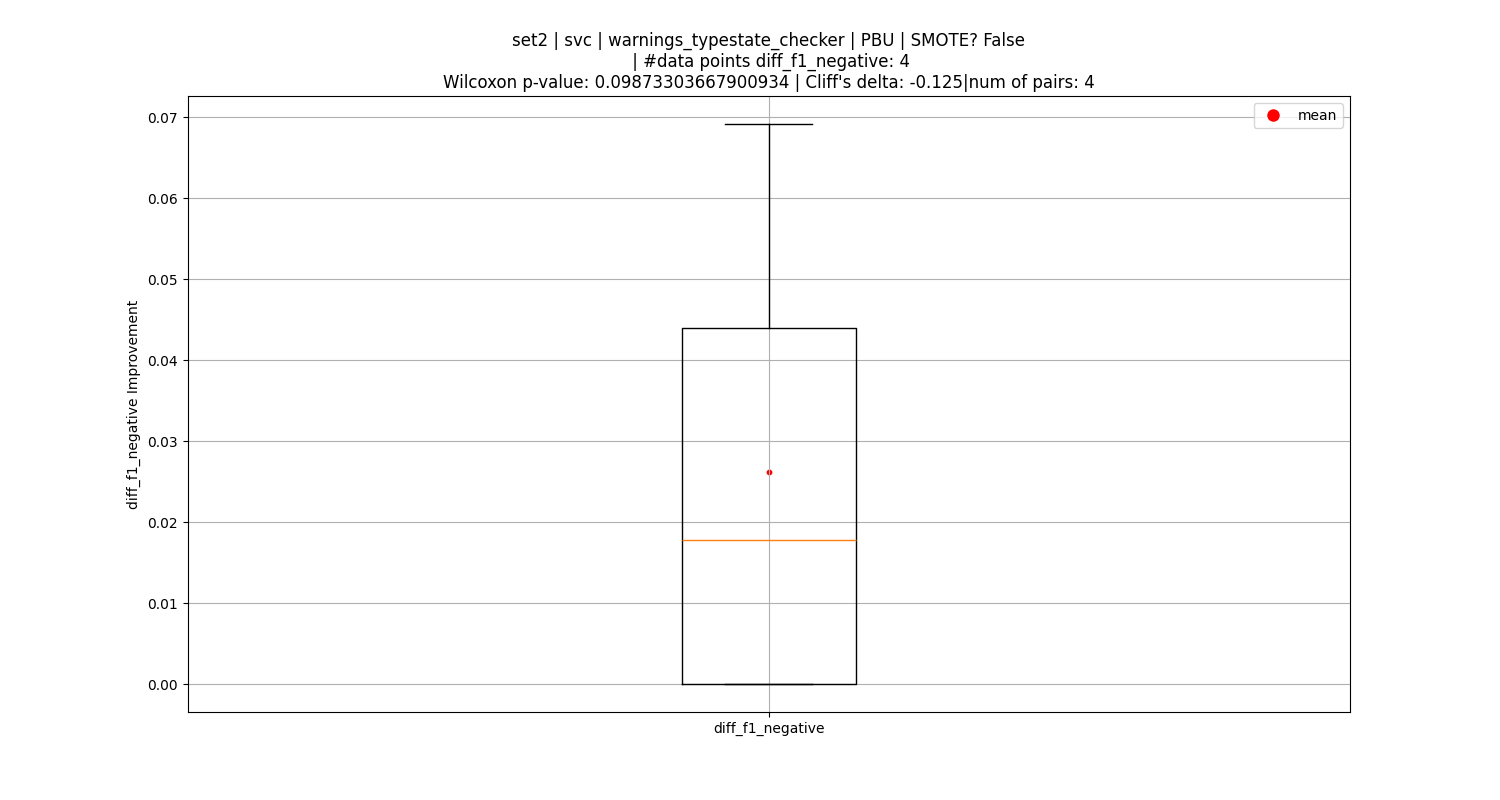 set2 | svc | warnings_typestate_checker | PBU | SMOTE? False
| #data points diff_f1_negative: 4
Wilcoxon p-value: 0.09873303667900934 | Cliff's delta: -0.125|num of pairs: 4
mean
0.07
0.06
0.05
0.04
0.03
0.02
0.01
0.00
diff_f1_negative Improvement
diff_f1_negative